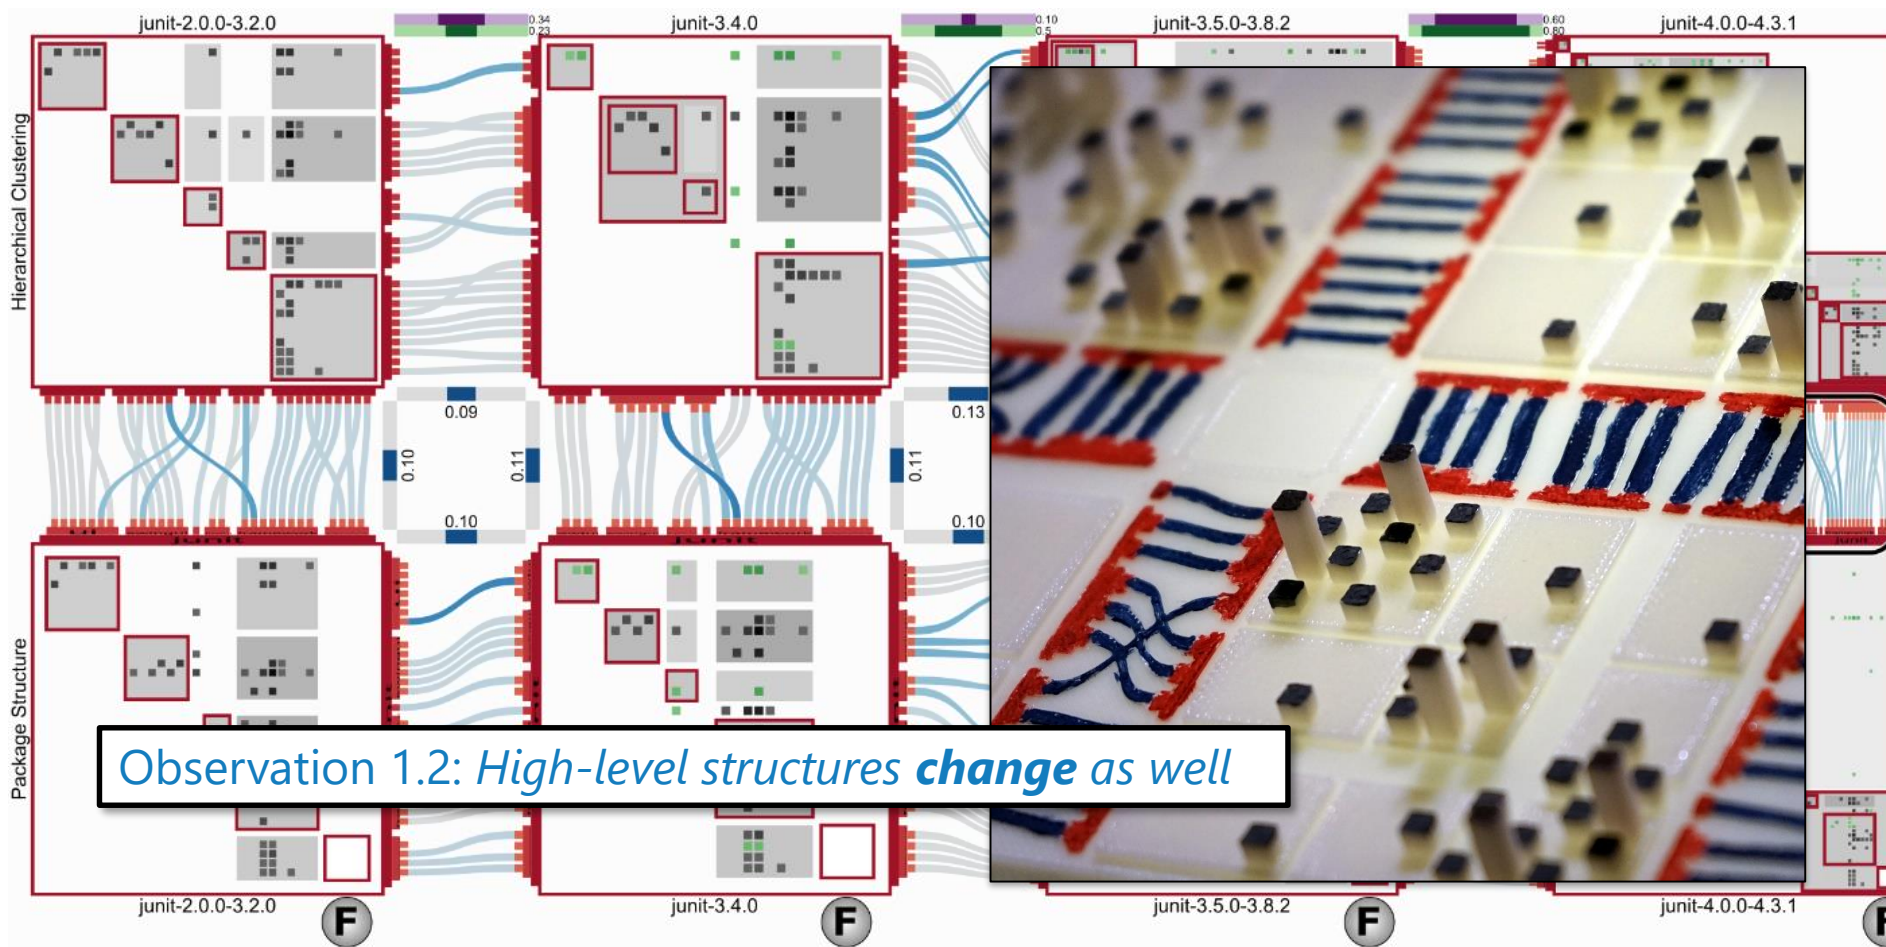 junit-2.0.0-3.2.0
0.34
0.23
junit-3.4.0
0.10
0.5
junit-3.5.0-3.8.2
0.60
0.80
junit-4.0.0-4.3.1
Hierarchical Clustering
0.09
0.10
0.11
0.10
0.13
0.11
0.10
junit
junit
junit
Package Structure
Observation 1.2: High-level structures change as well
junit-2.0.0-3.2.0
F
junit-3.4.0
F
junit-3.5.0-3.8.2
F
junit-4.0.0-4.3.1
F